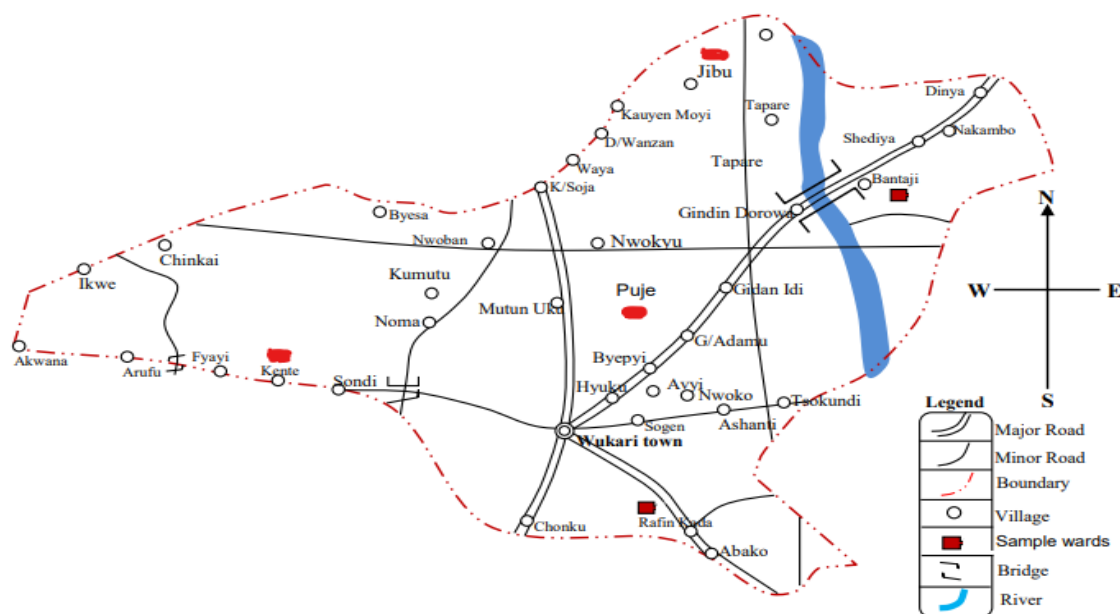 Jibu
Dinya
Kauyen Moyi
Tapare
D/Wanzan
Shediya
Nakambo
Waya
Tapare
K/Soja
Bantaji
N
Byesa
Gindin Dorowa
Nwoban
Nwokyu
Chinkai
Ikwe
Kumutu
Puje
Gidan Idi
W
E
Mutun Uku
Noma
G/Adamu
Akwana
Arufu
Fyayi
Kente
Byepyi
Sondi
Hyuku
Avyi
Nwoko
Tsokundi
S
Sogen
Ashanti
Wukari town
Legend
Major Road
Minor Road
Boundary
Village
Sample wards
Bridge
River
Chonku
Rafin Kada
Abako